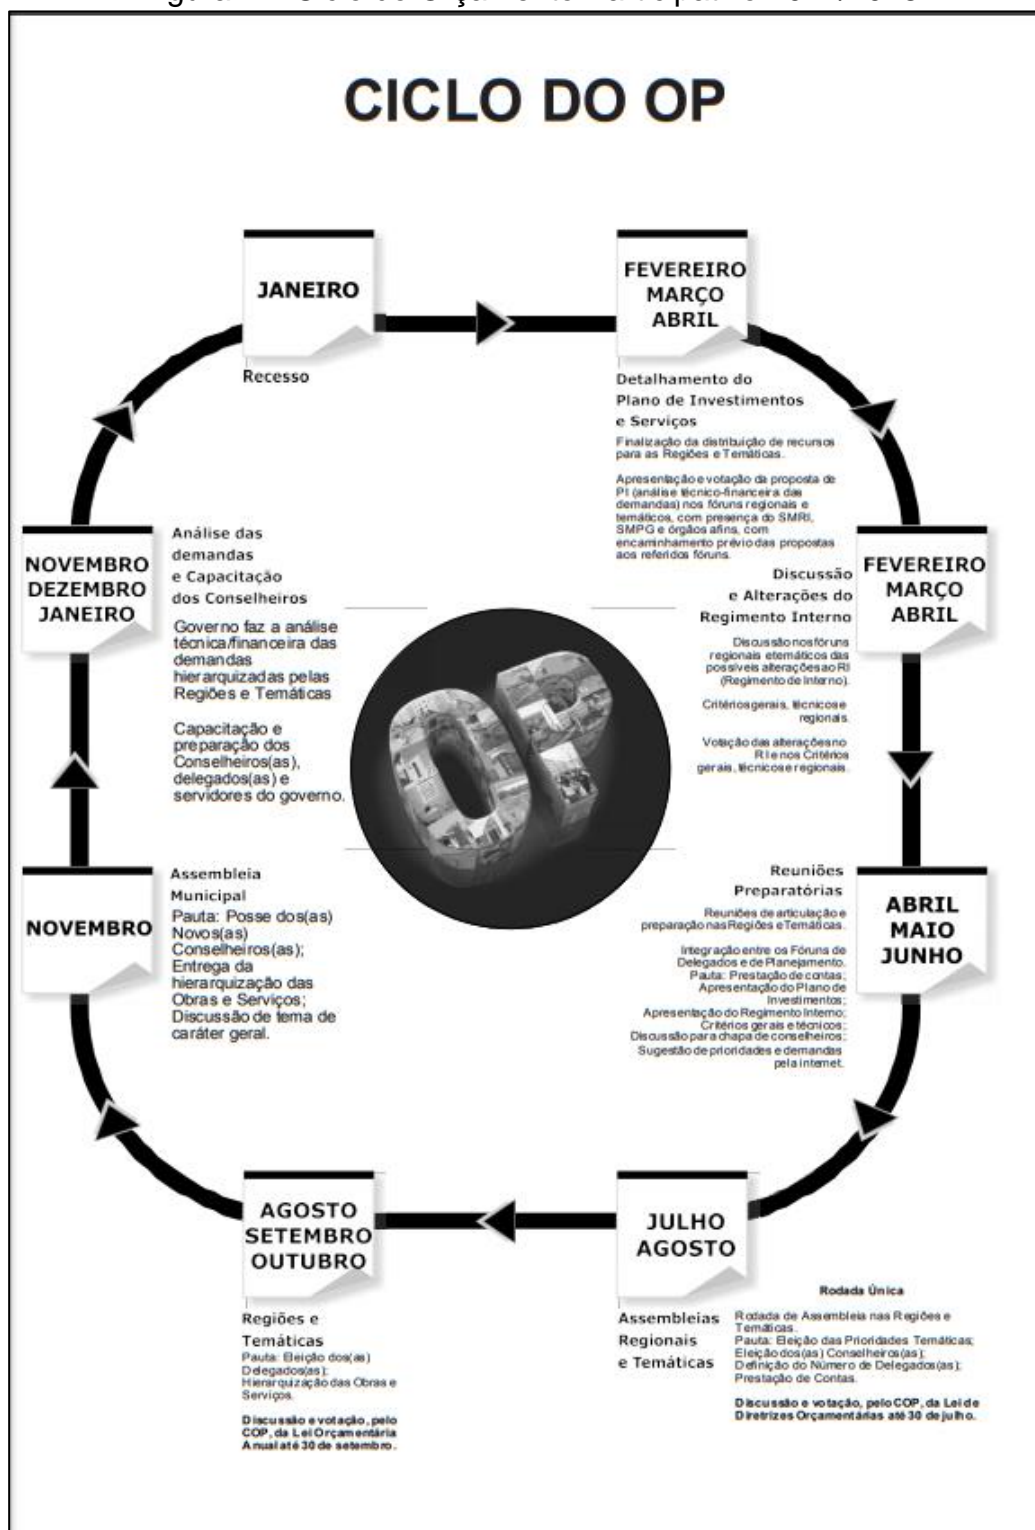 CICLO DO OP
JANEIRO
Recesso
FEVEREIRO
MARÇO
ABRIL
Detalhamento do
Plano de Investimentos
e Serviços
Finalização da distribuição de recursos
para as Regiões e Temáticas.
Apresentação e votação da proposta de
PI (análise técnico-financeira das
demandas) nos fóruns regionais e
temáticos, com presença do SMRI,
SMPG e órgãos afins, com
encaminhamento prévio das propostas
aos referidos fóruns.
FEVEREIRO
MARÇO
ABRIL
Discussão
e Alterações do
Regimento Interno
Discussão nos fóruns
regionais e temáticos das
possíveis alterações ao RI
(Regimento de Interno).
Critérios gerais, técnicos e
regionais.
Votação das alterações no
RI e nos Critérios
gerais, técnicos e regionais.
ABRIL
MAIO
JUNHO
Reuniões
Preparatórias
Reuniões de articulação e
preparação nas Regiões e Temáticas.
Integração entre os Fóruns de
Delegados e de Planejamento.
Pauta: Prestação de contas;
Apresentação do Plano de
Investimentos;
Apresentação do Regimento Interno;
Critérios gerais e técnicos;
Discussão para chapa de conselheiros;
Sugestão de prioridades e demandas
pela internet.
JULHO
AGOSTO
Assembleias
Regionais
e Temáticas
Rodada Única
Rodada de Assembleia nas Regiões e
Temáticas.
Pauta: Eleição das Prioridades Temáticas;
Eleição dos(as) Conselheiros(as);
Definição do Número de Delegados(as);
Prestação de Contas.
Discussão e votação, pelo COP, da Lei de
Diretrizes Orçamentárias até 30 de julho.
AGOSTO
SETEMBRO
OUTUBRO
Regiões e
Temáticas
Pauta: Eleição dos(as)
Delegados(as);
Hierarquização das Obras e
Serviços.
Discussão e votação, pelo
COP, da Lei Orçamentária
Anual até 30 de setembro.
NOVEMBRO
Assembleia
Municipal
Pauta: Posse dos(as)
Novos(as)
Conselheiros(as);
Entrega da
hierarquização das
Obras e Serviços;
Discussão de tema de
caráter geral.
NOVEMBRO
DEZEMBRO
JANEIRO
Análise das
demandas
e Capacitação
dos Conselheiros
Governo faz a análise
técnica/financeira das
demandas
hierarquizadas pelas
Regiões e Temáticas
Capacitação e
preparação dos
Conselheiros(as),
delegados(as) e
servidores do governo.
OP